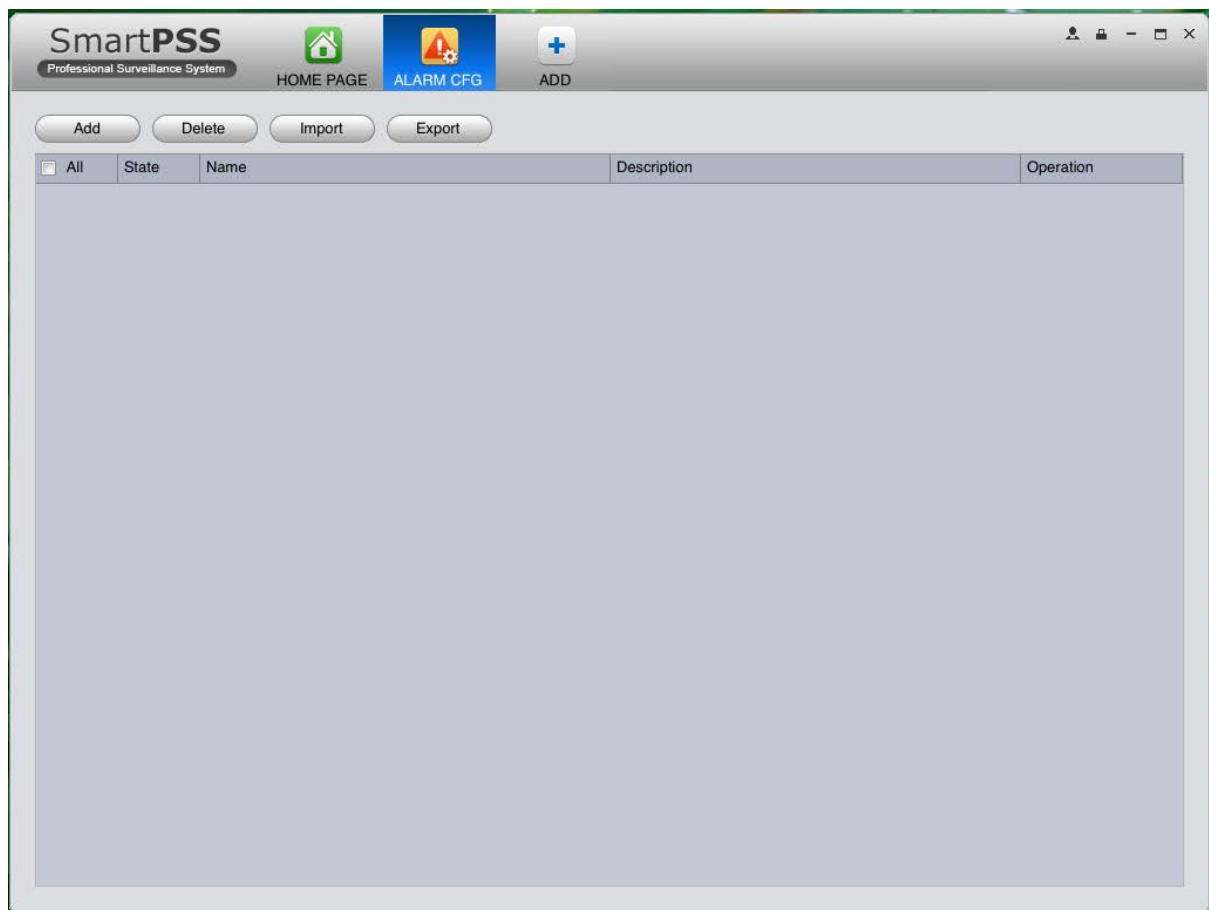 SmartPSS
Professional Surveillance System
HOME PAGE
ALARM CFG
ADD
Add Delete Import Export
All State Name Description Operation